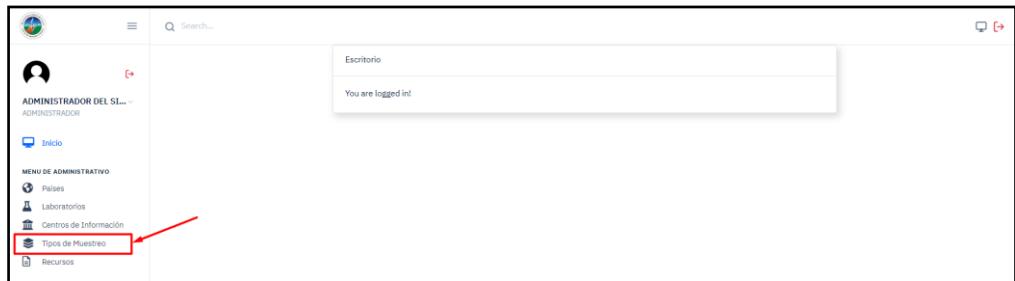 Search...
ADMINISTRADOR DEL SI...
ADMINISTRADOR
Inicio
MENU DE ADMINISTRATIVO
Países
Laboratorios
Centros de Información
Tipos de Muestreo
Recursos
Escritorio
You are logged in!